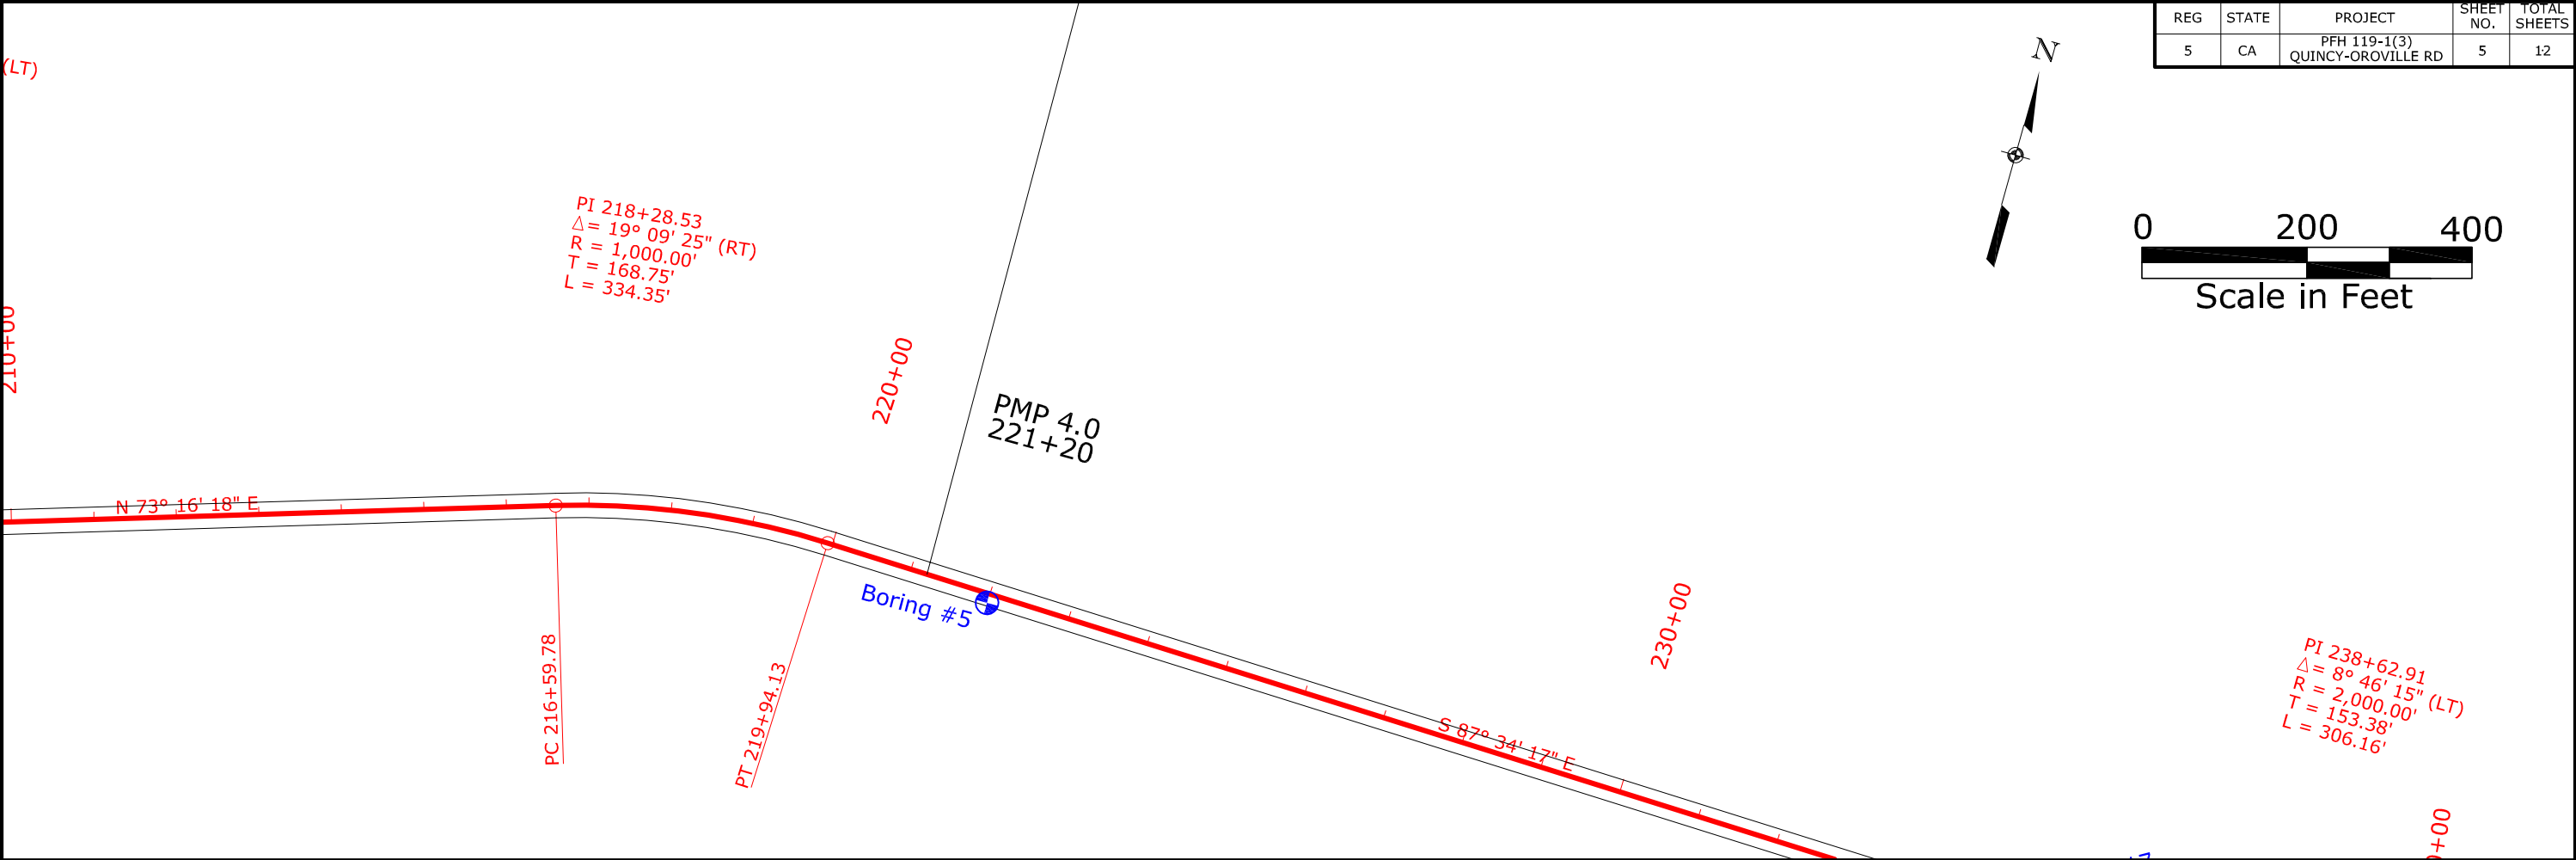 REG STATE PROJECT SHEET NO. TOTAL SHEETS
5 CA PFH 119-1(3) QUINCY-OROVILLE RD 5 12
(LT)
N
0 200 400
Scale in Feet
PI 218+28.53
△= 19° 09' 25" (RT)
R = 1,000.00'
T = 168.75'
L = 334.35'
210+00
220+00
PMP 4.0
221+20
N 73° 16' 18" E
Boring #5
PC 216+59.78
PT 219+94.13
230+00
S 87° 34' 17" E
PI 238+62.91
△= 8° 46' 15" (LT)
R = 2,000.00'
T = 153.38'
L = 306.16'
0+00